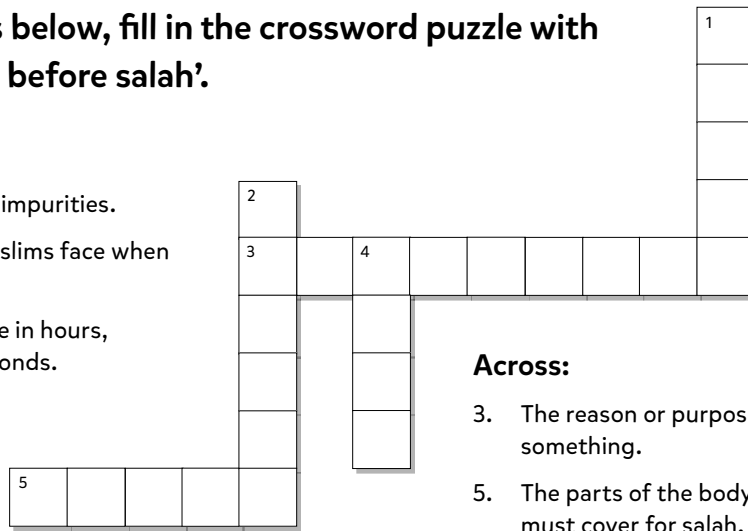 s below, fill in the crossword puzzle with
before salah’.
1
impurities.
slims face when
e in hours,
onds.
2
3
4
Across:
3. The reason or purpos
something.
5. The parts of the body
must cover for salah.
5